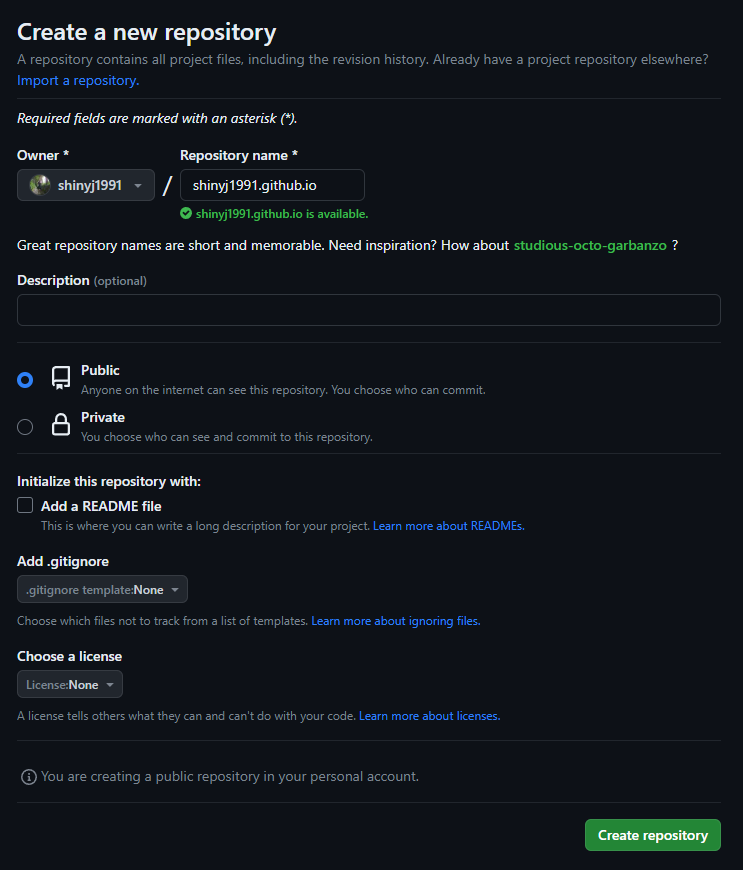 Create a new repository
A repository contains all project files, including the revision history. Already have a project repository elsewhere?
Import a repository.
Required fields are marked with an asterisk (*).
Owner * Repository name *
shinyj1991 / shinyj1991.github.io
shinyj1991.github.io is available.
Great repository names are short and memorable. Need inspiration? How about studious-octo-garbanzo ?
Description (optional)
Public
Anyone on the internet can see this repository. You choose who can commit.
Private
You choose who can see and commit to this repository.
Initialize this repository with:
Add a README file
This is where you can write a long description for your project. Learn more about READMEs.
Add .gitignore
.gitignore template:None
Choose which files not to track from a list of templates. Learn more about ignoring files.
Choose a license
License:None
A license tells others what they can and can't do with your code. Learn more about licenses.
You are creating a public repository in your personal account.
Create repository